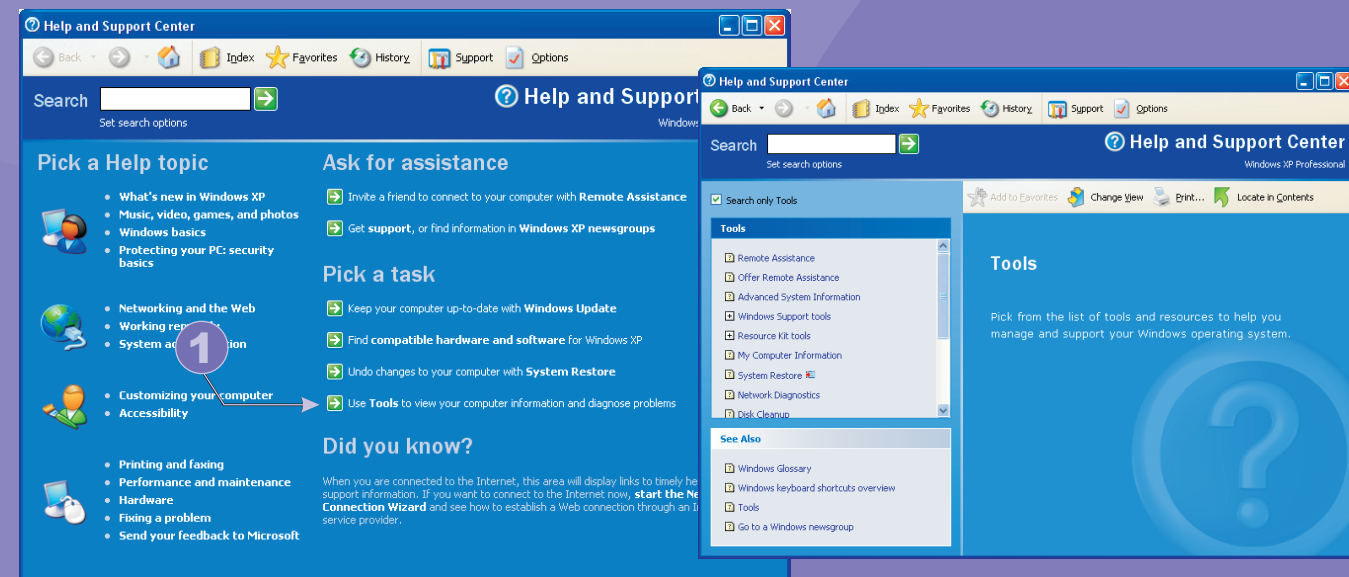 Help and Support Center
Back
Index
Favorites
History
Support
Options
Search
Set search options
Help and Support
Windows
Pick a Help topic
What's new in Windows XP
Music, video, games, and photos
Windows basics
Protecting your PC: security
basics
Networking and the Web
Working
System
Customizing your computer
Accessibility
Printing and faxing
Performance and maintenance
Hardware
Fixing a problem
Send your feedback to Microsoft
1
Ask for assistance
Invite a friend to connect to your computer with Remote Assistance
Get support, or find information in Windows XP newsgroups
Pick a task
Keep your computer up-to-date with Windows Update
Find compatible hardware and software for Windows XP
Undo changes to your computer with System Restore
Use Tools to view your computer information and diagnose problems
Did you know?
When you are connected to the Internet, this area will display links to timely he
support information. If you want to connect to the Internet now, start the Ne
Connection Wizard and see how to establish a Web connection through an I
service provider.
Help and Support Center
Back
Index
Favorites
History
Support
Options
Search
Set search options
Help and Support Center
Windows XP Professional
Search only Tools
Add to Favorites
Change View
Print...
Locate in Contents
Tools
Remote Assistance
Offer Remote Assistance
Advanced System Information
Windows Support tools
Resource Kit tools
My Computer Information
System Restore
Network Diagnostics
Disk Cleanup
See Also
Windows Glossary
Windows keyboard shortcuts overview
Tools
Go to a Windows newsgroup
Tools
Pick from the list of tools and resources to help you
manage and support your Windows operating system.